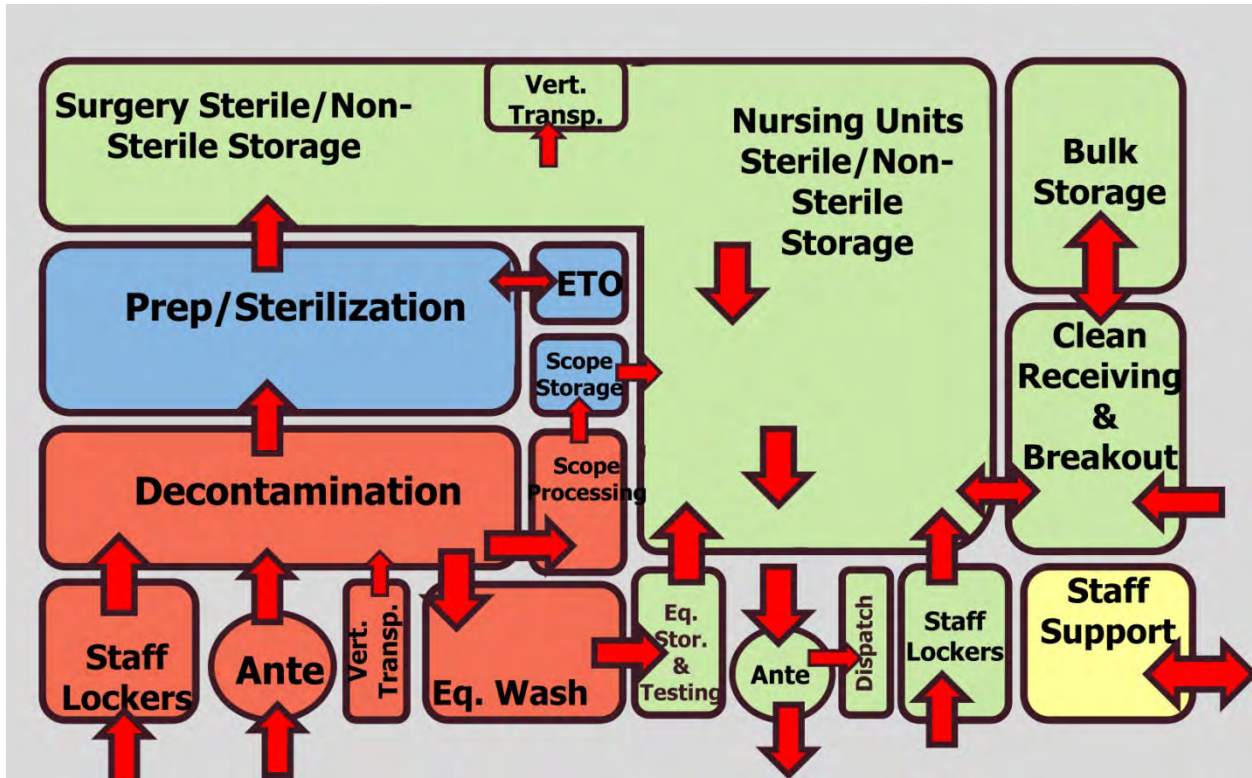 Surgery Sterile/Non-
Sterile Storage
Vert.
Transp.
Nursing Units
Sterile/Non-
Sterile
Storage
Bulk
Storage
Prep/Sterilization
ETO
Scope
Storage
Clean
Receiving
&
Breakout
Decontamination
Scope
Processing
Staff
Lockers
Ante
Vert.
Transp.
Eq. Wash
Eq.
Stor.
&
Testing
Ante
Dispatch
Staff
Lockers
Staff
Support